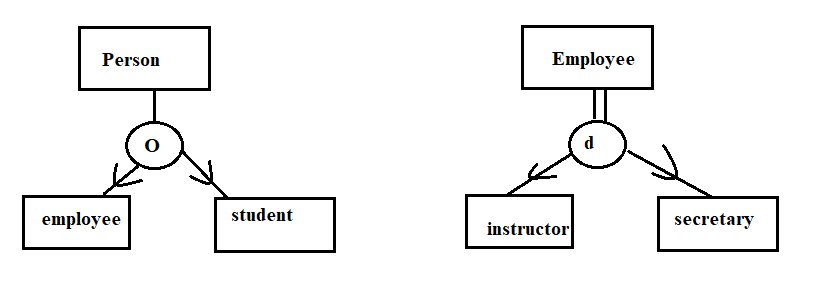 Person
O
employee
student
Employee
d
instructor
secretary